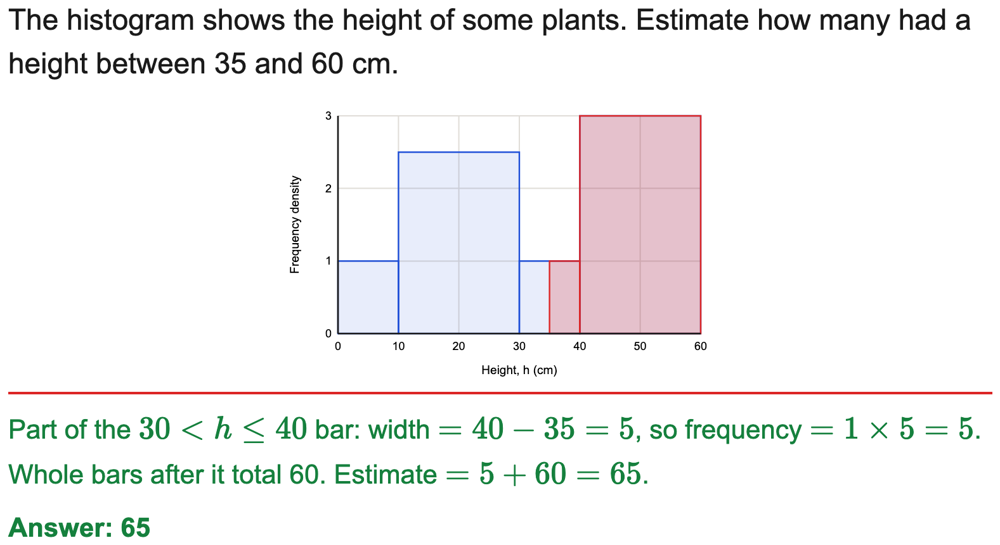 The histogram shows the height of some plants. Estimate how many had a
height between 35 and 60 cm.
3
2
1
0
Frequency density
0 10 20 30 40 50 60
Height, h (cm)
Part of the 30 < h ≤ 40 bar: width = 40 − 35 = 5, so frequency = 1 × 5 = 5.
Whole bars after it total 60. Estimate = 5 + 60 = 65.
Answer: 65